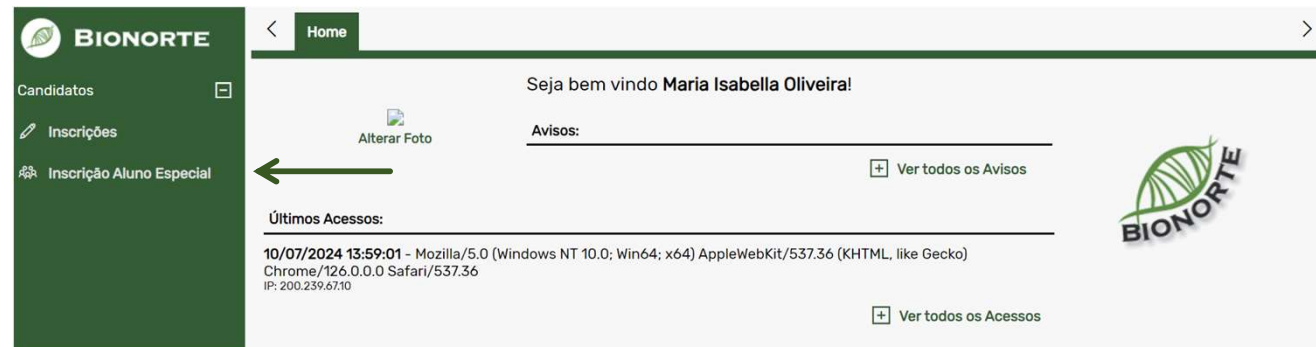 BIONORTE
Candidatos
Inscrições
Inscrição Aluno Especial
Home
Seja bem vindo Maria Isabella Oliveira!
Alterar Foto
Avisos:
Ver todos os Avisos
BIONORTE
Últimos Acessos:
10/07/2024 13:59:01 - Mozilla/5.0 (Windows NT 10.0; Win64; x64) AppleWebKit/537.36 (KHTML, like Gecko)
Chrome/126.0.0.0 Safari/537.36
IP: 200.239.67.10
Ver todos os Acessos